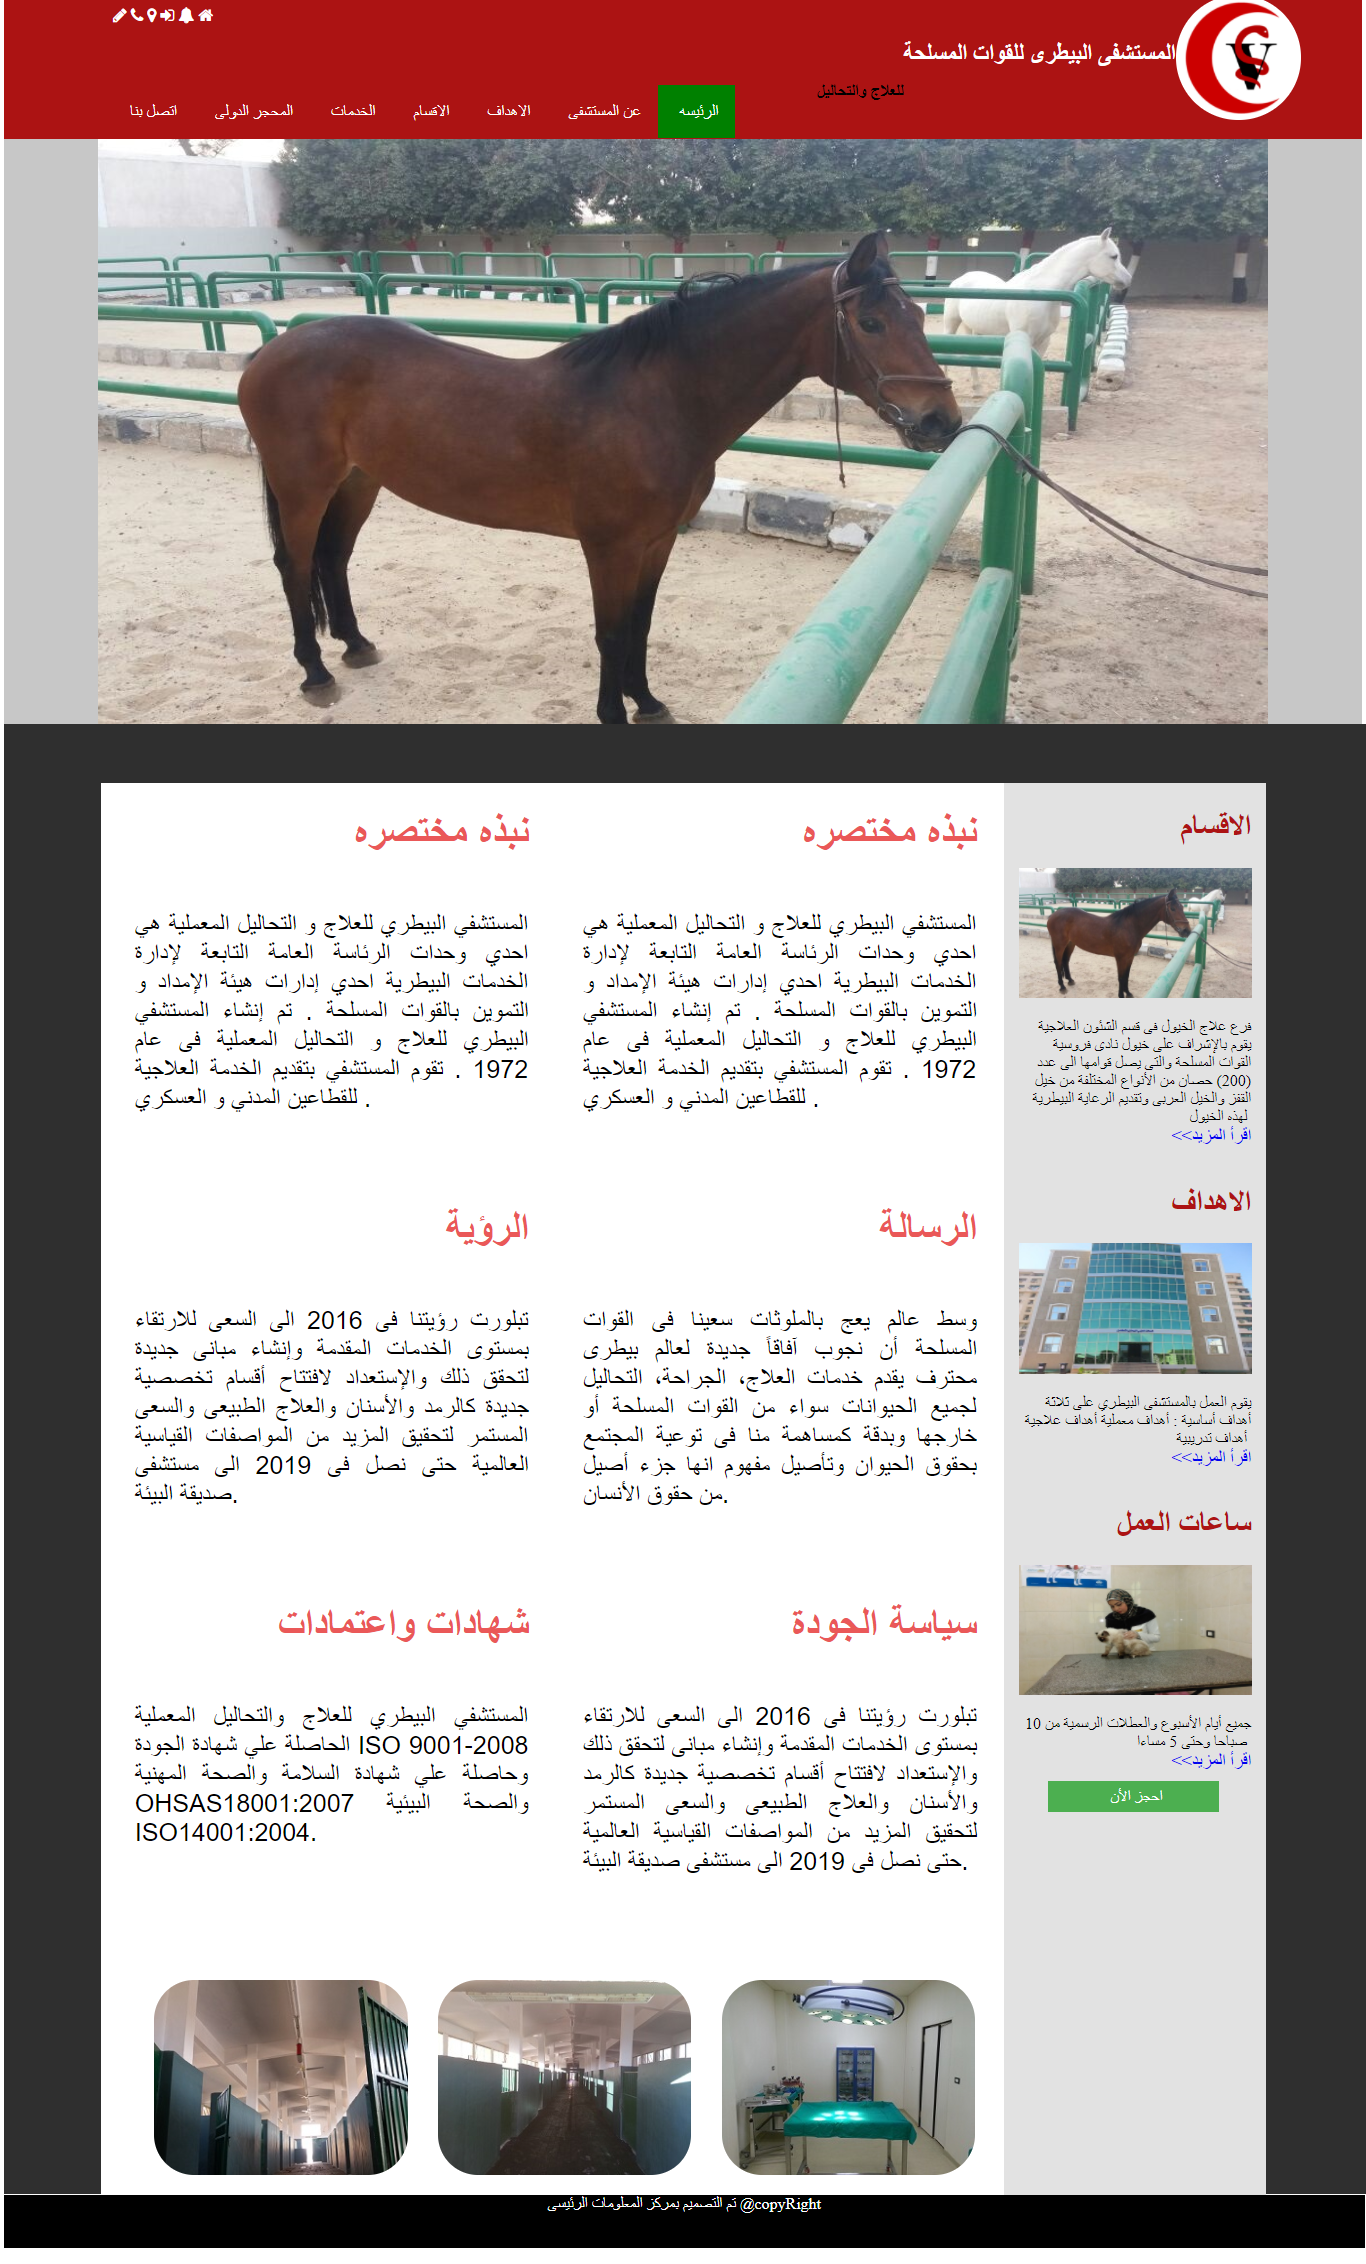 المستشفى البيطرى للقوات المسلحة
للعلاج والتحاليل
الرئيسه
عن المستشفى
الاهداف
الاقسام
الخدمات
المحجر الدولى
اتصل بنا
الاقسام
فرع علاج الخيول فى قسم الشئون العلاجية
يقوم بالإشراف على خيول نادى فروسية
القوات المسلحة والتى يصل قوامها الى عدد
(200) حصان من الأنواع المختلفة من خيل
القفز والخيل العربى وتقديم الرعاية البيطرية
لهذه الخيول
اقرأ المزيد>>
الاهداف
يقوم العمل بالمستشفى البيطري على ثلاثة
أهداف أساسية : أهداف معملية أهداف علاجية
أهداف تدريبية
اقرأ المزيد>>
ساعات العمل
جميع أيام الأسبوع والعطلات الرسمية من 10
صباحا وحتى 5 مساءا
اقرأ المزيد>>
احجز الأن
نبذه مختصره
المستشفي البيطري للعلاج و التحاليل المعملية هي
احدي وحدات الرئاسة العامة التابعة لإدارة
الخدمات البيطرية احدي إدارات هيئة الإمداد و
التموين بالقوات المسلحة . تم إنشاء المستشفي
البيطري للعلاج و التحاليل المعملية فى عام
1972 . تقوم المستشفي بتقديم الخدمة العلاجية
للقطاعين المدني و العسكري .
نبذه مختصره
المستشفي البيطري للعلاج و التحاليل المعملية هي
احدي وحدات الرئاسة العامة التابعة لإدارة
الخدمات البيطرية احدي إدارات هيئة الإمداد و
التموين بالقوات المسلحة . تم إنشاء المستشفي
البيطري للعلاج و التحاليل المعملية فى عام
1972 . تقوم المستشفي بتقديم الخدمة العلاجية
للقطاعين المدني و العسكري .
الرسالة
وسط عالم يعج بالملوثات سعينا فى القوات
المسلحة أن نجوب آفاقاً جديدة لعالم بيطرى
محترف يقدم خدمات العلاج، الجراحة، التحاليل
لجميع الحيوانات سواء من القوات المسلحة أو
خارجها وبدقة كمساهمة منا فى توعية المجتمع
بحقوق الحيوان وتأصيل مفهوم انها جزء أصيل
من حقوق الأنسان.
الرؤية
تبلورت رؤيتنا فى 2016 الى السعى للارتقاء
بمستوى الخدمات المقدمة وإنشاء مبانى جديدة
لتحقق ذلك والإستعداد لافتتاح أقسام تخصصية
جديدة كالرمد والأسنان والعلاج الطبيعى والسعى
المستمر لتحقيق المزيد من المواصفات القياسية
العالمية حتى نصل فى 2019 الى مستشفى
صديقة البيئة.
سياسة الجودة
تبلورت رؤيتنا فى 2016 الى السعى للارتقاء
بمستوى الخدمات المقدمة وإنشاء مبانى لتحقق ذلك
والإستعداد لافتتاح أقسام تخصصية جديدة كالرمد
والأسنان والعلاج الطبيعى والسعى المستمر
لتحقيق المزيد من المواصفات القياسية العالمية
حتى نصل فى 2019 الى مستشفى صديقة البيئة.
شهادات واعتمادات
المستشفي البيطري للعلاج والتحاليل المعملية
الحاصلة علي شهادة الجودة ISO 9001-2008
وحاصلة علي شهادة السلامة والصحة المهنية
OHSAS18001:2007 والصحة البيئية
ISO14001:2004.
تم التصميم بمركز المعلومات الرئيسى @copyRight